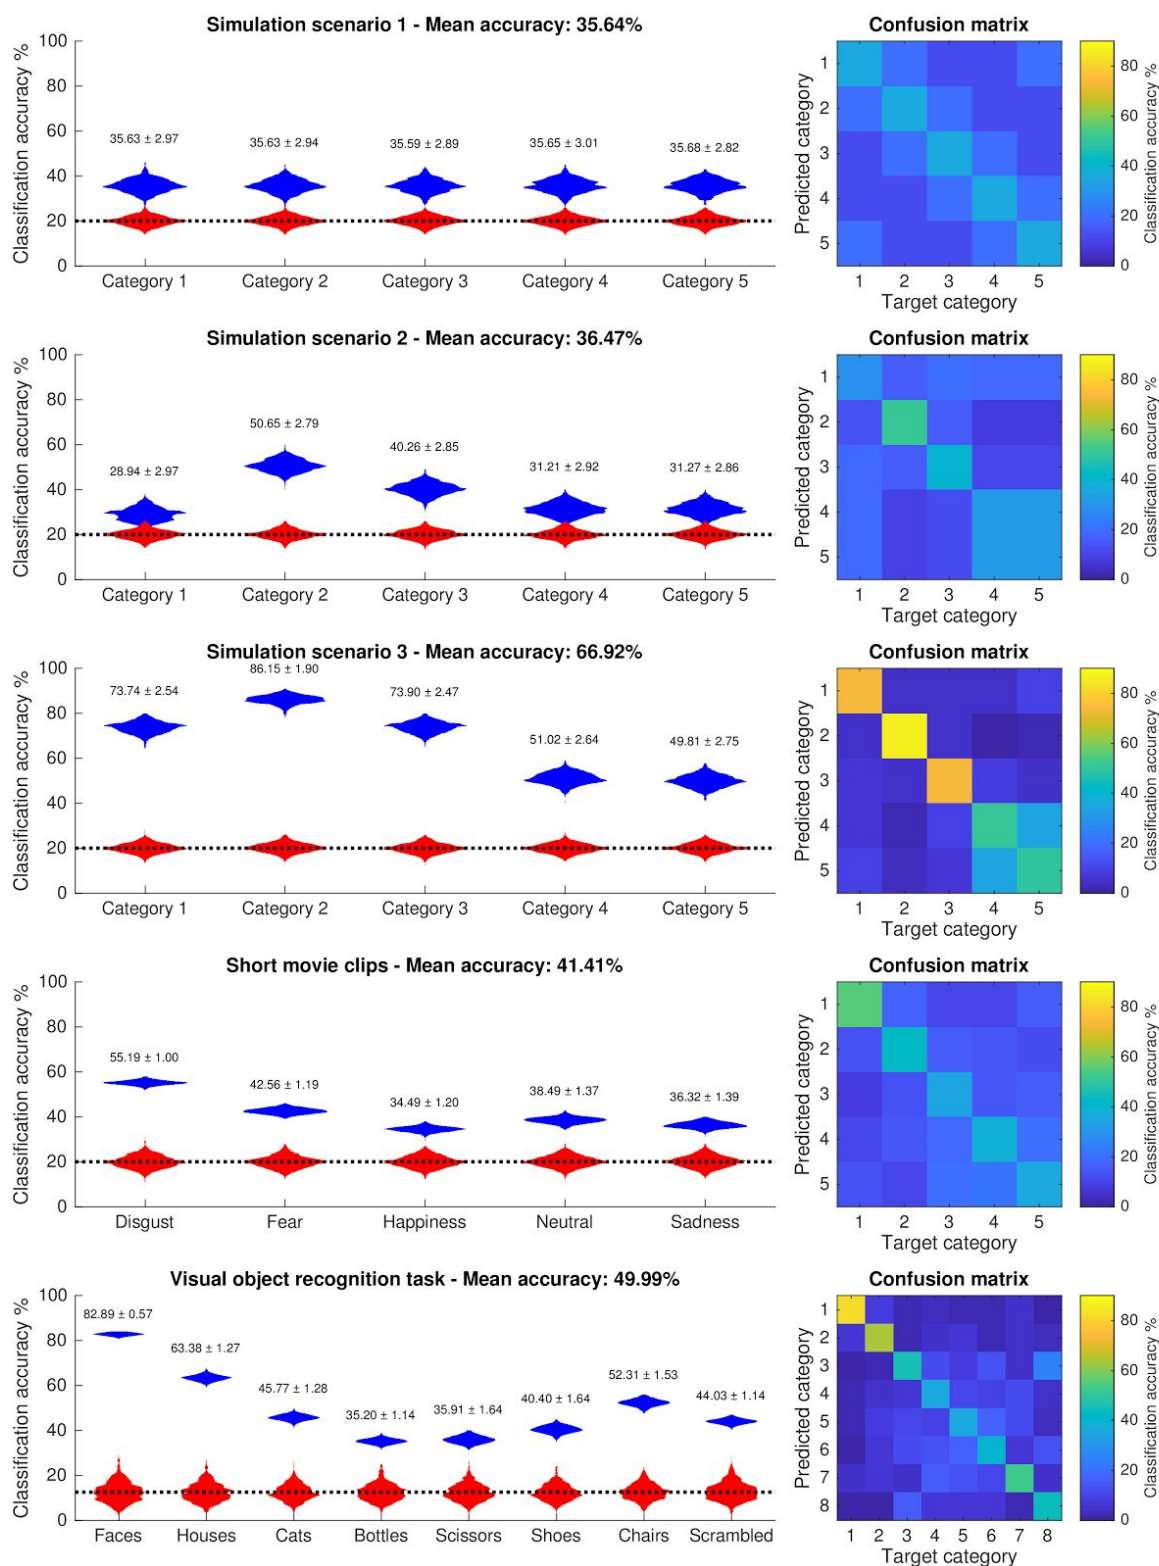 Simulation scenario 1 - Mean accuracy: 35.64%
Classification accuracy %
100
80
60
40
20
0
35.63 ± 2.97
35.63 ± 2.94
35.59 ± 2.89
35.65 ± 3.01
35.68 ± 2.82
Category 1
Category 2
Category 3
Category 4
Category 5
Confusion matrix
Predicted category
1
2
3
4
5
1 2 3 4 5
Target category
80
60
40
20
0
Classification accuracy %
Simulation scenario 2 - Mean accuracy: 36.47%
Classification accuracy %
100
80
60
40
20
0
28.94 ± 2.97
50.65 ± 2.79
40.26 ± 2.85
31.21 ± 2.92
31.27 ± 2.86
Category 1
Category 2
Category 3
Category 4
Category 5
Confusion matrix
Predicted category
1
2
3
4
5
1 2 3 4 5
Target category
80
60
40
20
0
Classification accuracy %
Simulation scenario 3 - Mean accuracy: 66.92%
Classification accuracy %
100
80
60
40
20
0
73.74 ± 2.54
86.15 ± 1.90
73.90 ± 2.47
51.02 ± 2.64
49.81 ± 2.75
Category 1
Category 2
Category 3
Category 4
Category 5
Confusion matrix
Predicted category
1
2
3
4
5
1 2 3 4 5
Target category
80
60
40
20
0
Classification accuracy %
Short movie clips - Mean accuracy: 41.41%
Classification accuracy %
100
80
60
40
20
0
55.19 ± 1.00
42.56 ± 1.19
34.49 ± 1.20
38.49 ± 1.37
36.32 ± 1.39
Disgust
Fear
Happiness
Neutral
Sadness
Confusion matrix
Predicted category
1
2
3
4
5
1 2 3 4 5
Target category
80
60
40
20
0
Classification accuracy %
Visual object recognition task - Mean accuracy: 49.99%
Classification accuracy %
100
80
60
40
20
0
82.89 ± 0.57
63.38 ± 1.27
45.77 ± 1.28
35.20 ± 1.14
35.91 ± 1.64
40.40 ± 1.64
52.31 ± 1.53
44.03 ± 1.14
Faces
Houses
Cats
Bottles
Scissors
Shoes
Chairs
Scrambled
Confusion matrix
Predicted category
1
2
3
4
5
6
7
8
1 2 3 4 5 6 7 8
Target category
80
60
40
20
0
Classification accuracy %